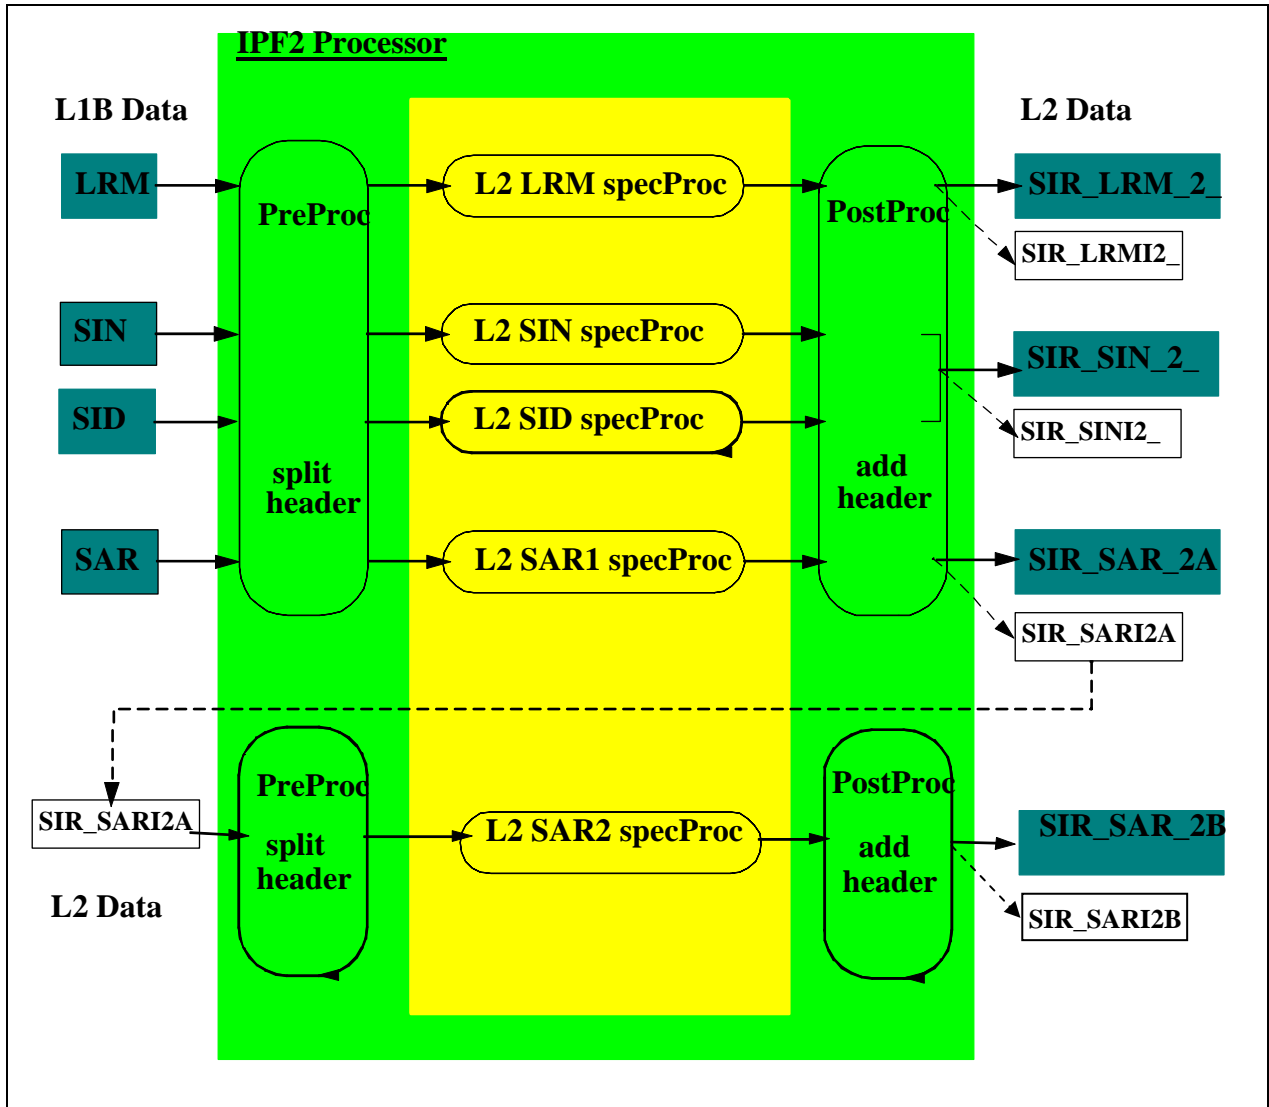 IPF2 Processor
L1B Data
L2 Data
LRM
L2 LRM specProc
SIR_LRM_2_
PreProc
PostProc
SIR_LRMI2_
SIN
L2 SIN specProc
SIR_SIN_2_
SID
L2 SID specProc
SIR_SINI2_
split
header
add
header
SAR
L2 SAR1 specProc
SIR_SAR_2A
SIR_SARI2A
PreProc
PostProc
SIR_SARI2A
L2 SAR2 specProc
SIR_SAR_2B
split
header
add
header
L2 Data
SIR_SARI2B